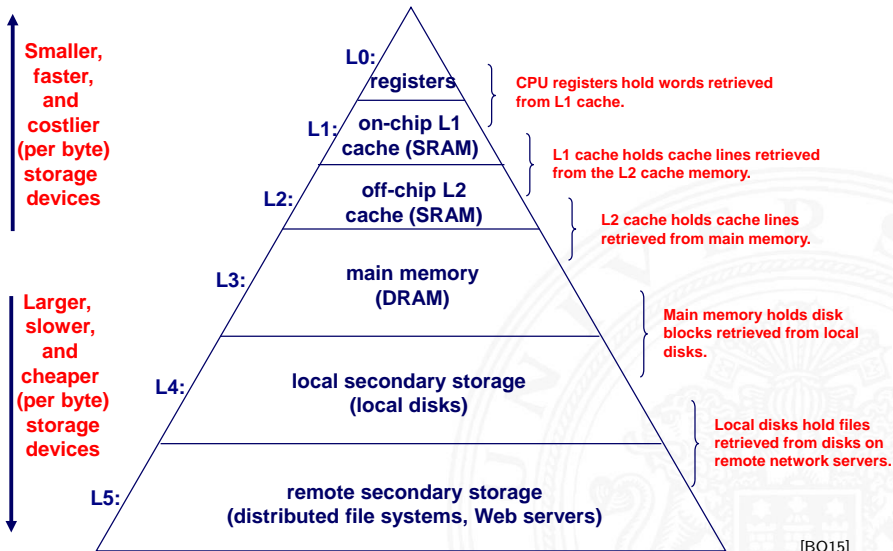 Smaller,
faster,
and
costlier
(per byte)
storage
devices
Larger,
slower,
and
cheaper
(per byte)
storage
devices
L0:
registers
CPU registers hold words retrieved
from L1 cache.
L1:
on-chip L1
cache (SRAM)
L1 cache holds cache lines retrieved
from the L2 cache memory.
L2:
off-chip L2
cache (SRAM)
L2 cache holds cache lines
retrieved from main memory.
L3:
main memory
(DRAM)
Main memory holds disk
blocks retrieved from local
disks.
L4:
local secondary storage
(local disks)
Local disks hold files
retrieved from disks on
remote network servers.
L5:
remote secondary storage
(distributed file systems, Web servers)
[BO15]